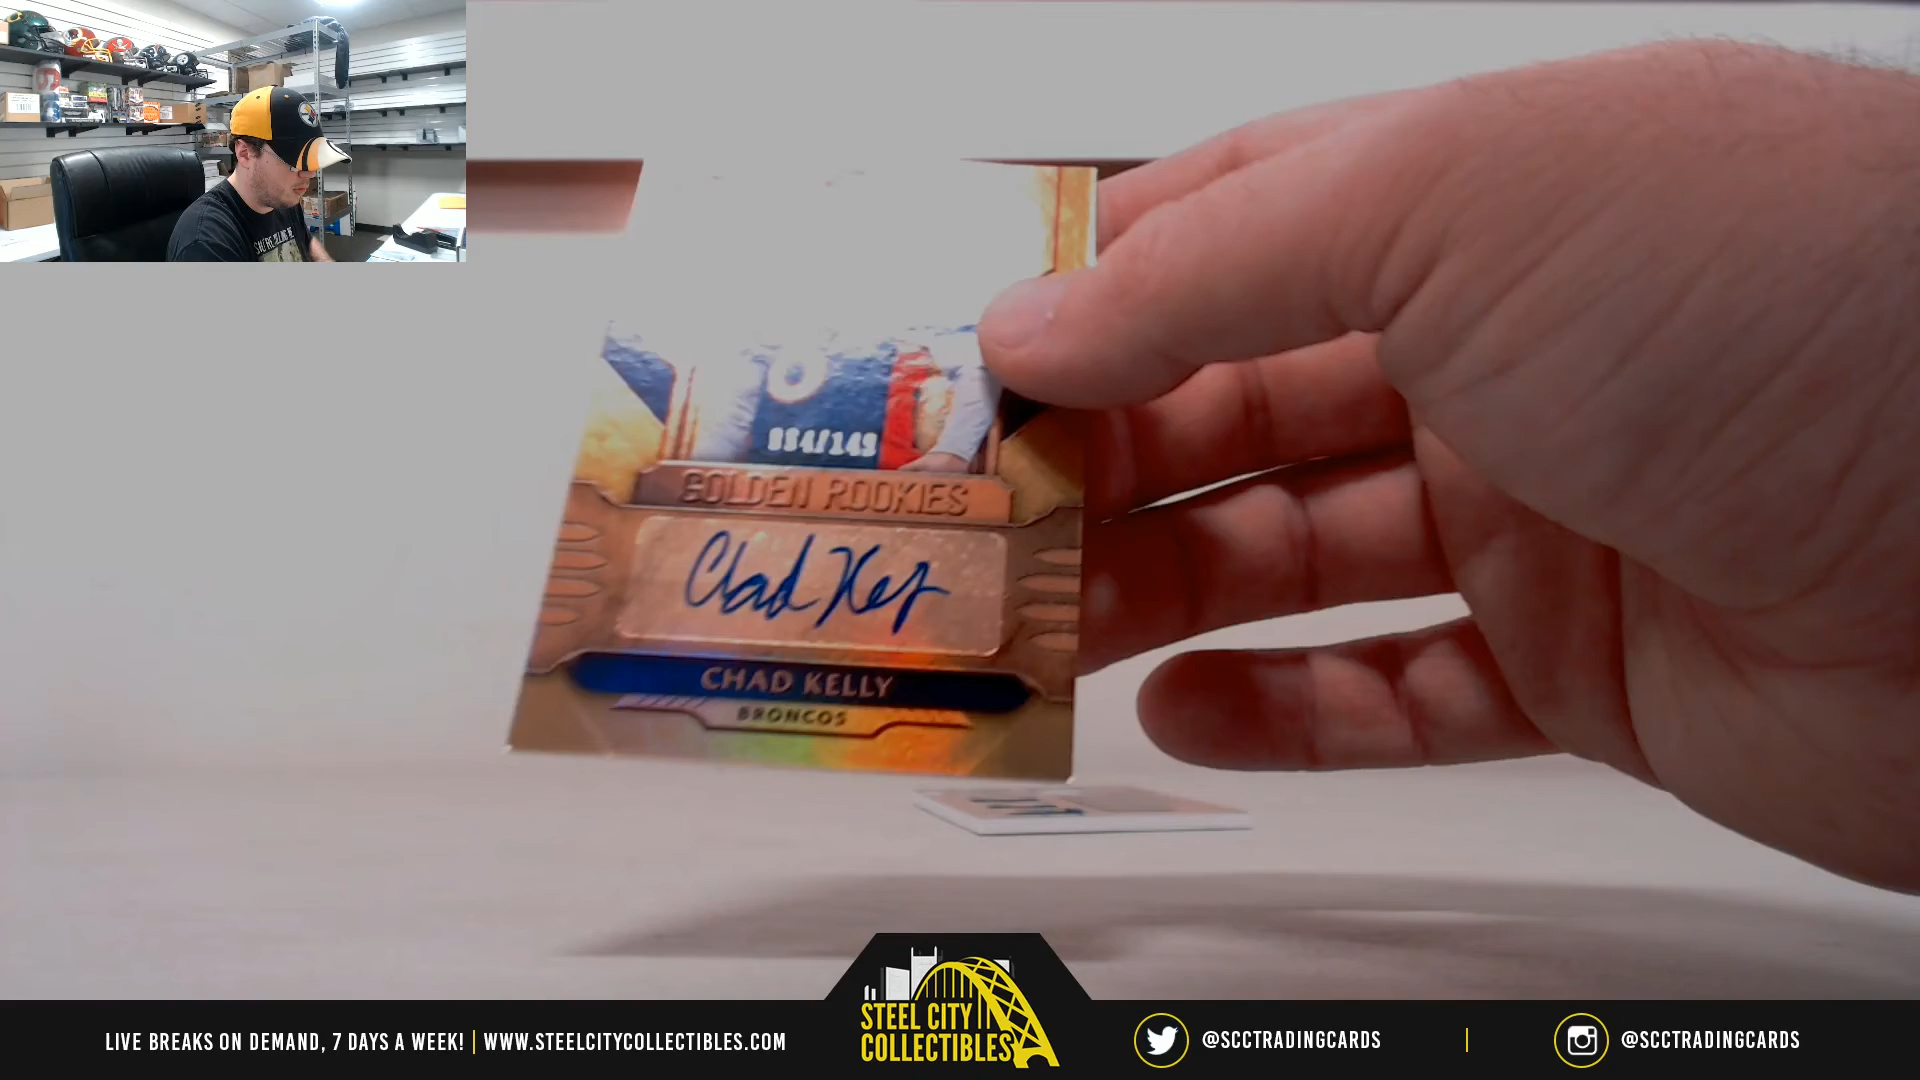 094/149
GOLDEN ROOKIES
Chad Kelly
CHAD KELLY
BRONCOS
STEEL CITY
COLLECTIBLES
LIVE BREAKS ON DEMAND, 7 DAYS A WEEK! | WWW.STEELCITYCOLLECTIBLES.COM
@SCCTRADINGCARDS
@SCCTRADINGCARDS